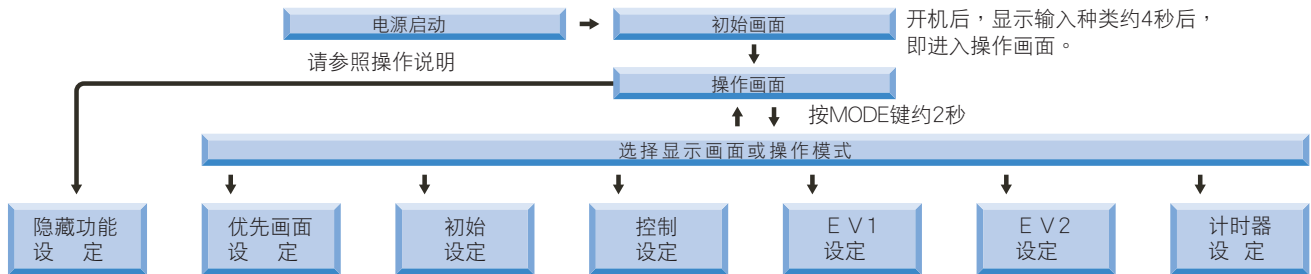 电源启动
初始画面
开机后，显示输入种类约4秒后，
即进入操作画面。
请参照操作说明
操作画面
按MODE键约2秒
选择显示画面或操作模式
隐藏功能
设 定
优先画面
设 定
初始
设定
控制
设定
E V1
设定
E V2
设定
计时器
设 定